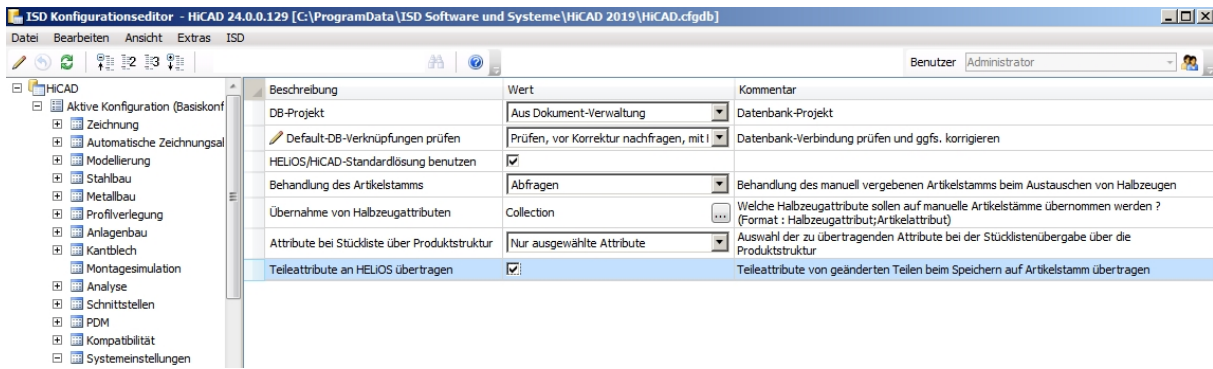 ISD Konfigurationseditor - HiCAD 24.0.0.129 [C:\ProgramData\ISD Software und Systeme\HiCAD 2019\HiCAD.cfgdb]
Datei Bearbeiten Ansicht Extras ISD
Benutzer Administrator
HiCAD
Aktive Konfiguration (Basiskonf
Zeichnung
Automatische Zeichnungsal
Modellierung
Stahlbau
Metallbau
Profilverlegung
Anlagenbau
Kantblech
Montagesimulation
Analyse
Schnittstellen
PDM
Kompatibilität
Systemeinstellungen
Beschreibung Wert Kommentar
DB-Projekt Aus Dokument-Verwaltung Datenbank-Projekt
Default-DB-Verknüpfungen prüfen Prüfen, vor Korrektur nachfragen, mit Datenbank-Verbindung prüfen und ggfs. korrigieren
HELiOS/HiCAD-Standardlösung benutzen
Behandlung des Artikelstamms Abfragen Behandlung des manuell vergebenen Artikelstamms beim Austauschen von Halbzeugen
Übernahme von Halbzeugattributen Collection ... Welche Halbzeugattribute sollen auf manuelle Artikelstämme übernommen werden ?
(Format : Halbzeugattribut;Artikelattribut)
Attribute bei Stückliste über Produktstruktur Nur ausgewählte Attribute Auswahl der zu übertragenden Attribute bei der Stücklistenübergabe über die
Produktstruktur
Teileattribute an HELiOS übertragen Teileattribute von geänderten Teilen beim Speichern auf Artikelstamm übertragen